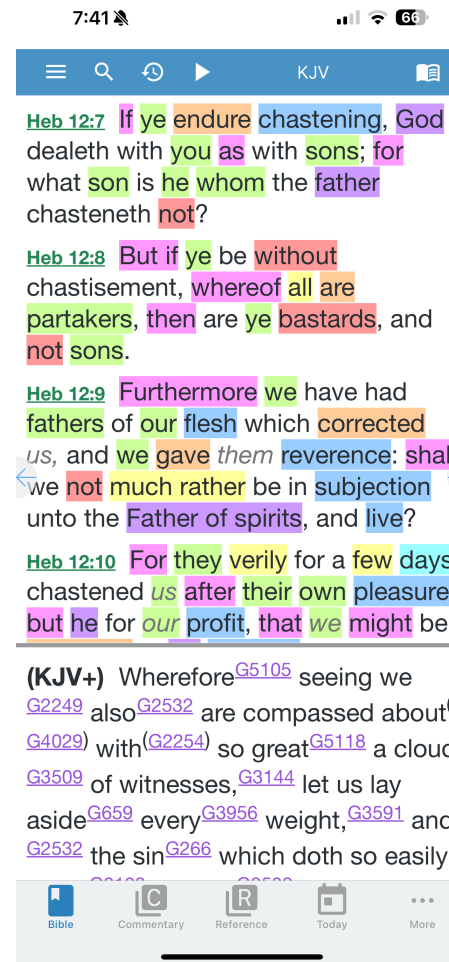 7:41
66
KJV
Heb 12:7 If ye endure chastening, God
dealeth with you as with sons; for
what son is he whom the father
chasteneth not?
Heb 12:8 But if ye be without
chastisement, whereof all are
partakers, then are ye bastards, and
not sons.
Heb 12:9 Furthermore we have had
fathers of our flesh which corrected
us, and we gave them reverence: shal
we not much rather be in subjection
unto the Father of spirits, and live?
Heb 12:10 For they verily for a few days
chastened us after their own pleasure
but he for our profit, that we might be
(KJV+) Wherefore G5105 seeing we
G2249 also G2532 are compassed about(
G4029) with(G2254) so great G5118 a cloud
G3509 of witnesses, G3144 let us lay
aside G659 every G3956 weight, G3591 and
G2532 the sin G266 which doth so easily
Bible Commentary Reference Today More